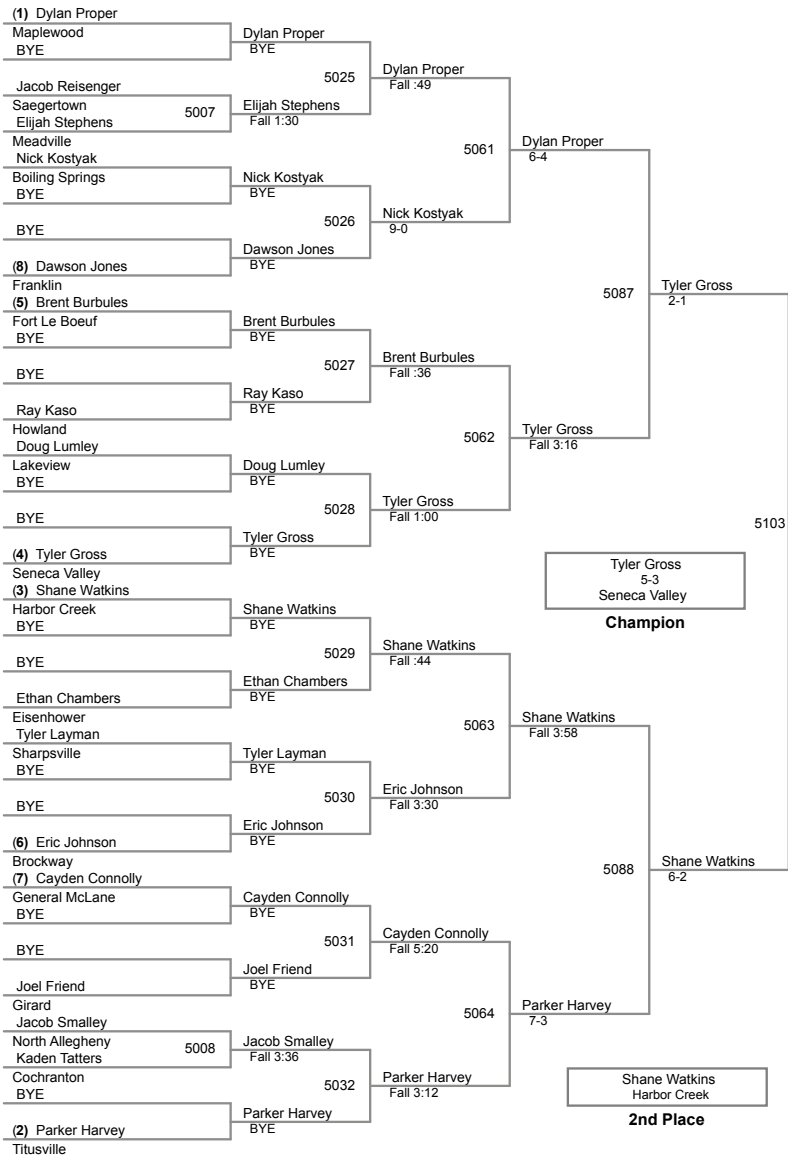 (1) Dylan Proper
Maplewood
BYE
Jacob Reisenger
Saegertown
Elijah Stephens
Meadville
Nick Kostyak
Boiling Springs
BYE
BYE
(8) Dawson Jones
Franklin
(5) Brent Burbules
Fort Le Boeuf
BYE
BYE
Ray Kaso
Howland
Doug Lumley
Lakeview
BYE
BYE
(4) Tyler Gross
Seneca Valley
(3) Shane Watkins
Harbor Creek
BYE
BYE
Ethan Chambers
Eisenhower
Tyler Layman
Sharpsville
BYE
BYE
(6) Eric Johnson
Brockway
(7) Cayden Connolly
General McLane
BYE
BYE
Joel Friend
Girard
Jacob Smalley
North Allegheny
Kaden Tatters
Cochranton
BYE
(2) Parker Harvey
Titusville
5007
5008
Dylan Proper
BYE
Elijah Stephens
Fall 1:30
Nick Kostyak
BYE
Dawson Jones
BYE
Brent Burbules
BYE
Ray Kaso
BYE
Doug Lumley
BYE
Tyler Gross
BYE
Shane Watkins
BYE
Ethan Chambers
BYE
Tyler Layman
BYE
Eric Johnson
BYE
Cayden Connolly
BYE
Joel Friend
BYE
Jacob Smalley
Fall 3:36
Parker Harvey
BYE
5025
5026
5027
5028
5029
5030
5031
5032
Dylan Proper
Fall :49
Nick Kostyak
9-0
Brent Burbules
Fall :36
Tyler Gross
Fall 1:00
Shane Watkins
Fall :44
Eric Johnson
Fall 3:30
Cayden Connolly
Fall 5:20
Parker Harvey
Fall 3:12
5061
5062
5063
5064
Dylan Proper
6-4
Tyler Gross
Fall 3:16
Shane Watkins
Fall 3:58
Parker Harvey
7-3
5087
5088
Tyler Gross
2-1
Shane Watkins
6-2
5103
Tyler Gross
5-3
Seneca Valley
Champion
Shane Watkins
Harbor Creek
2nd Place